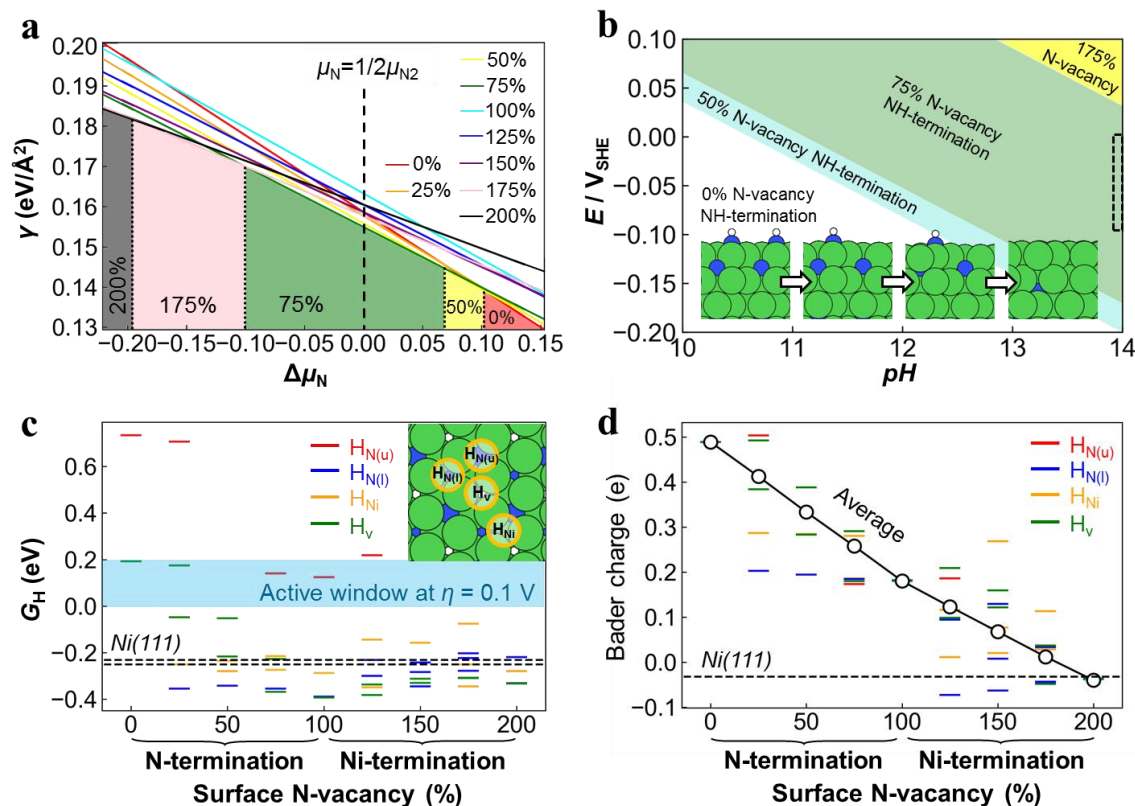 a
0.20
0.19
0.18
0.17
0.16
0.15
0.14
0.13
γ (eV/Å²)
μN=1/2μN2
50%
75%
100%
125%
150%
175%
200%
0%
25%
200%
175%
75%
50%
0%
−0.20 −0.15 −0.10 −0.05 0.00 0.05 0.10 0.15
ΔμN
b
0.10
0.05
0.00
−0.05
−0.10
−0.15
−0.20
E / VSHE
175%
N-vacancy
75% N-vacancy
NH-termination
50% N-vacancy NH-termination
0% N-vacancy
NH-termination
10 11 12 13 14
pH
c
0.6
0.4
0.2
0.0
−0.2
−0.4
GH (eV)
HN(u)
HN(l)
HNi
Hv
HN(u)
HN(l)
Hv
HNi
Active window at η = 0.1 V
Ni(111)
0 50 100 150 200
N-termination Ni-termination
Surface N-vacancy (%)
d
0.5
0.4
0.3
0.2
0.1
0.0
−0.1
Bader charge (e)
HN(u)
HN(l)
HNi
Hv
Average
Ni(111)
0 50 100 150 200
N-termination Ni-termination
Surface N-vacancy (%)